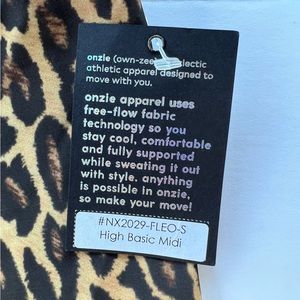 onzie (own-zee) eclectic
athletic apparel designed to
move with you.
onzie apparel uses
free-flow fabric
technology so you
stay cool, comfortable
and fully supported
while sweating it out
with style. anything
is possible in onzie,
so make your move!
#NX2029-FLEO-S
High Basic Midi